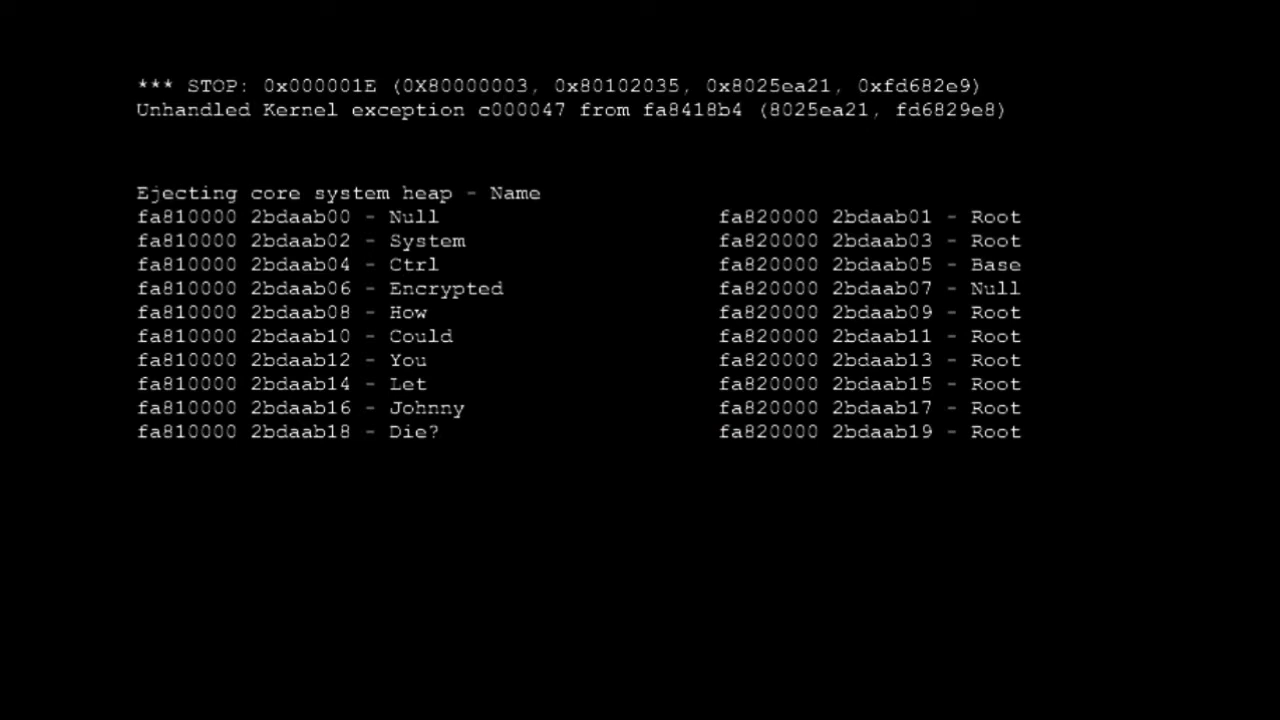 *** STOP: 0x000001E (0X80000003, 0x80102035, 0x8025ea21, 0xfd682e9)
Unhandled Kernel exception c000047 from fa8418b4 (8025ea21, fd6829e8)
Ejecting core system heap - Name
fa810000 2bdaab00 - Null fa820000 2bdaab01 - Root
fa810000 2bdaab02 - System fa820000 2bdaab03 - Root
fa810000 2bdaab04 - Ctrl fa820000 2bdaab05 - Base
fa810000 2bdaab06 - Encrypted fa820000 2bdaab07 - Null
fa810000 2bdaab08 - How fa820000 2bdaab09 - Root
fa810000 2bdaab10 - Could fa820000 2bdaab11 - Root
fa810000 2bdaab12 - You fa820000 2bdaab13 - Root
fa810000 2bdaab14 - Let fa820000 2bdaab15 - Root
fa810000 2bdaab16 - Johnny fa820000 2bdaab17 - Root
fa810000 2bdaab18 - Die? fa820000 2bdaab19 - Root